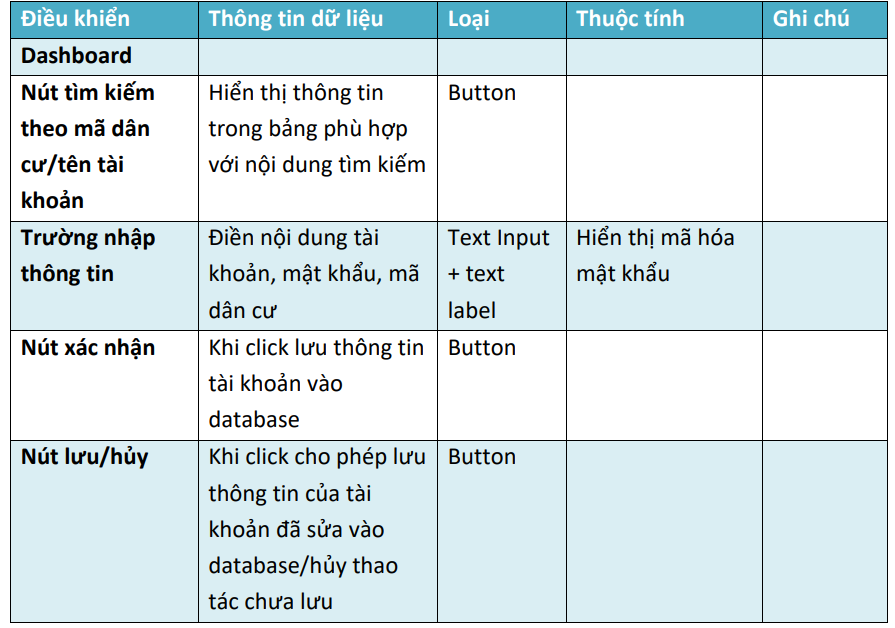 Điều khiển Thông tin dữ liệu Loại Thuộc tính Ghi chú
Dashboard
Nút tìm kiếm
theo mã dân
cư/tên tài
khoản
Hiển thị thông tin
trong bảng phù hợp
với nội dung tìm kiếm
Button
Trường nhập
thông tin
Điền nội dung tài
khoản, mật khẩu, mã
dân cư
Text Input
+ text
label
Hiển thị mã hóa
mật khẩu
Nút xác nhận
Khi click lưu thông tin
tài khoản vào
database
Button
Nút lưu/hủy
Khi click cho phép lưu
thông tin của tài
khoản đã sửa vào
database/hủy thao
tác chưa lưu
Button